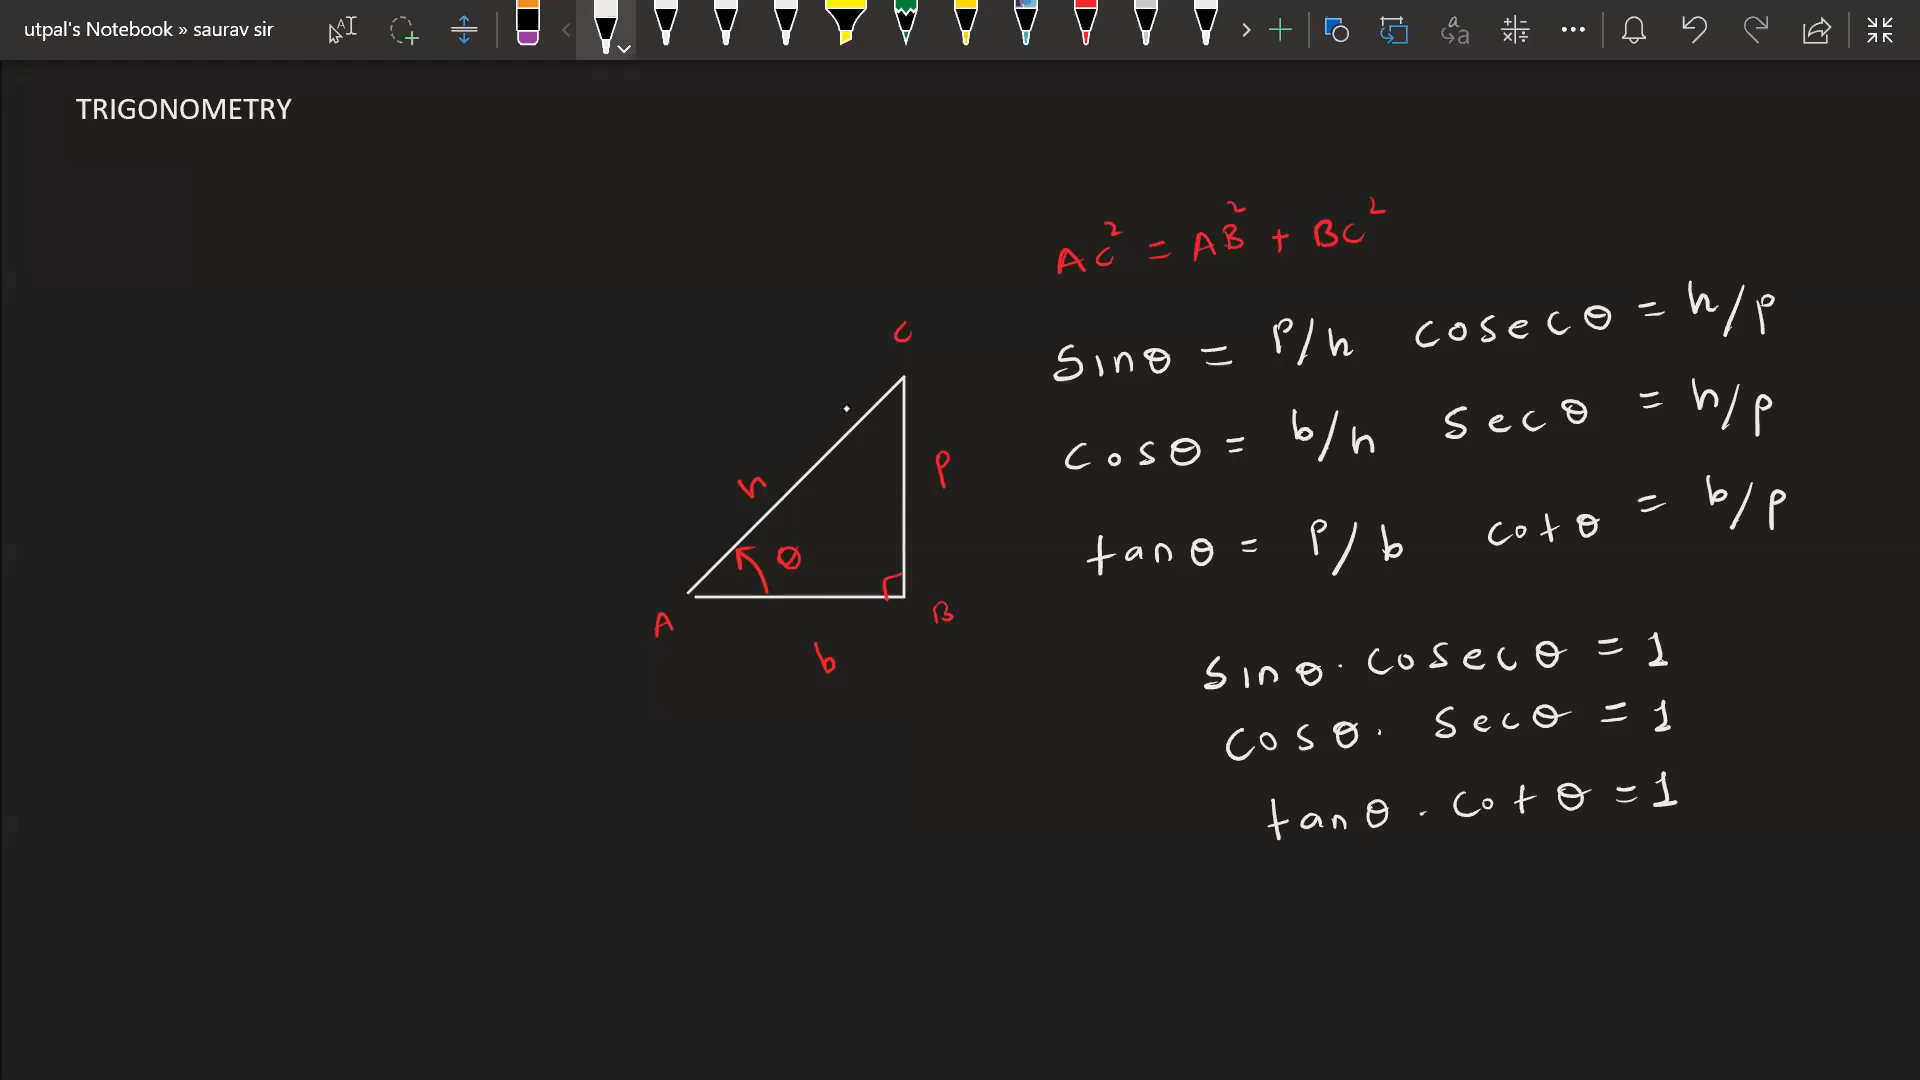 utpal's Notebook » saurav sir
TRIGONOMETRY
AC² = AB² + BC²
sinθ = P/h cosecθ = h/p
cosθ = b/h secθ = h/p
tanθ = P/b cotθ = b/p
C
h
P
θ
A
B
b
sinθ. cosecθ = 1
cosθ. secθ = 1
tanθ . cotθ = 1